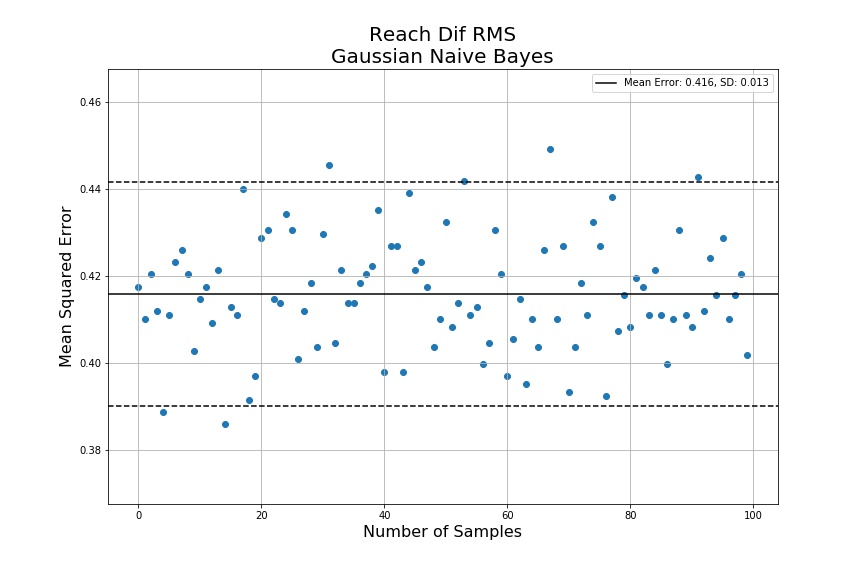 Reach Dif RMS
Gaussian Naive Bayes
Mean Error: 0.416, SD: 0.013
Mean Squared Error
0.46
0.44
0.42
0.40
0.38
0 20 40 60 80 100
Number of Samples